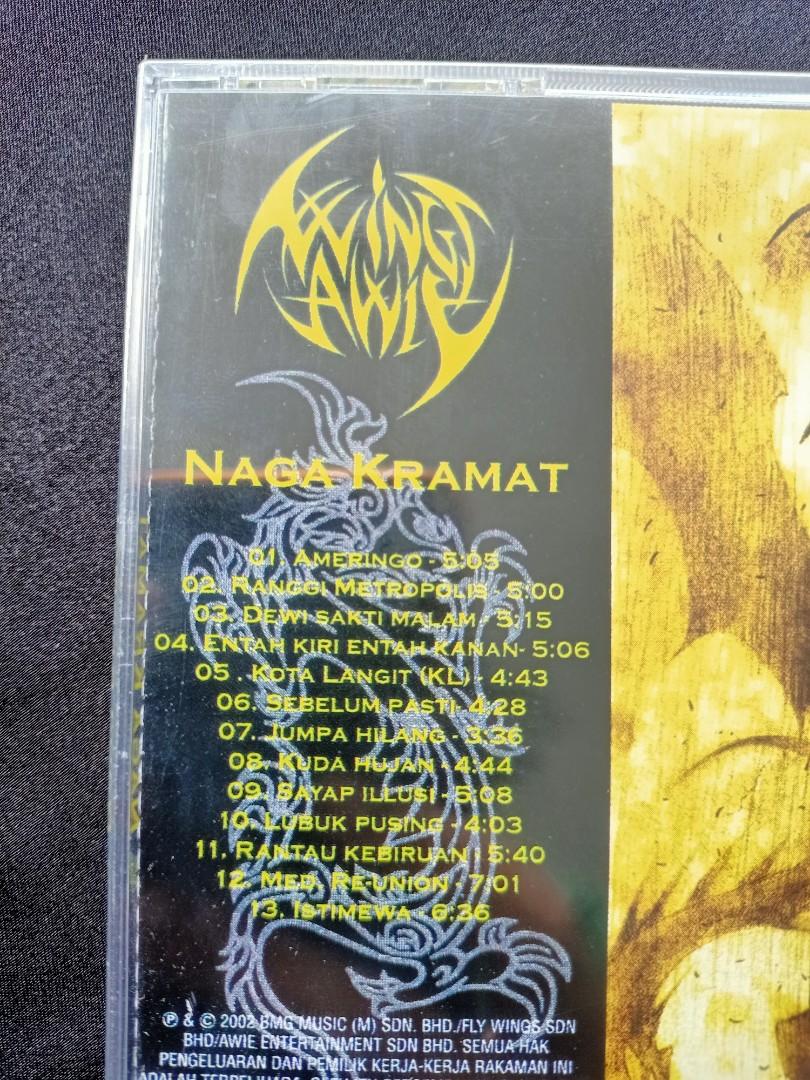 WINGS
AWIE
NAGA KRAMAT
01. AMERINGO - 5:05
02. RANGGI METROPOLIS - 5:00
03. DEWI SAKTI MALAM - 5:15
04. ENTAH KIRI ENTAH KANAN- 5:06
05 . KOTA LANGIT (KL) - 4:43
06. SEBELUM PASTI- 4:28
07. JUMPA HILANG - 3:36
08. KUDA HUJAN - 4:44
09. SAYAP ILLUSI - 5:08
10. LUBUK PUSING - 4:03
11. RANTAU KEBIRUAN - 5:40
12. MED. RE-UNION - 7:01
13. ISTIMEWA - 6:36
℗ & © 2002 BMG MUSIC (M) SDN. BHD./FLY WINGS SDN
BHD/AWIE ENTERTAINMENT SDN BHD. SEMUA HAK
PENGELUARAN DAN PEMILIK KERJA-KERJA RAKAMAN INI
ADALAH TERPELIHARA.